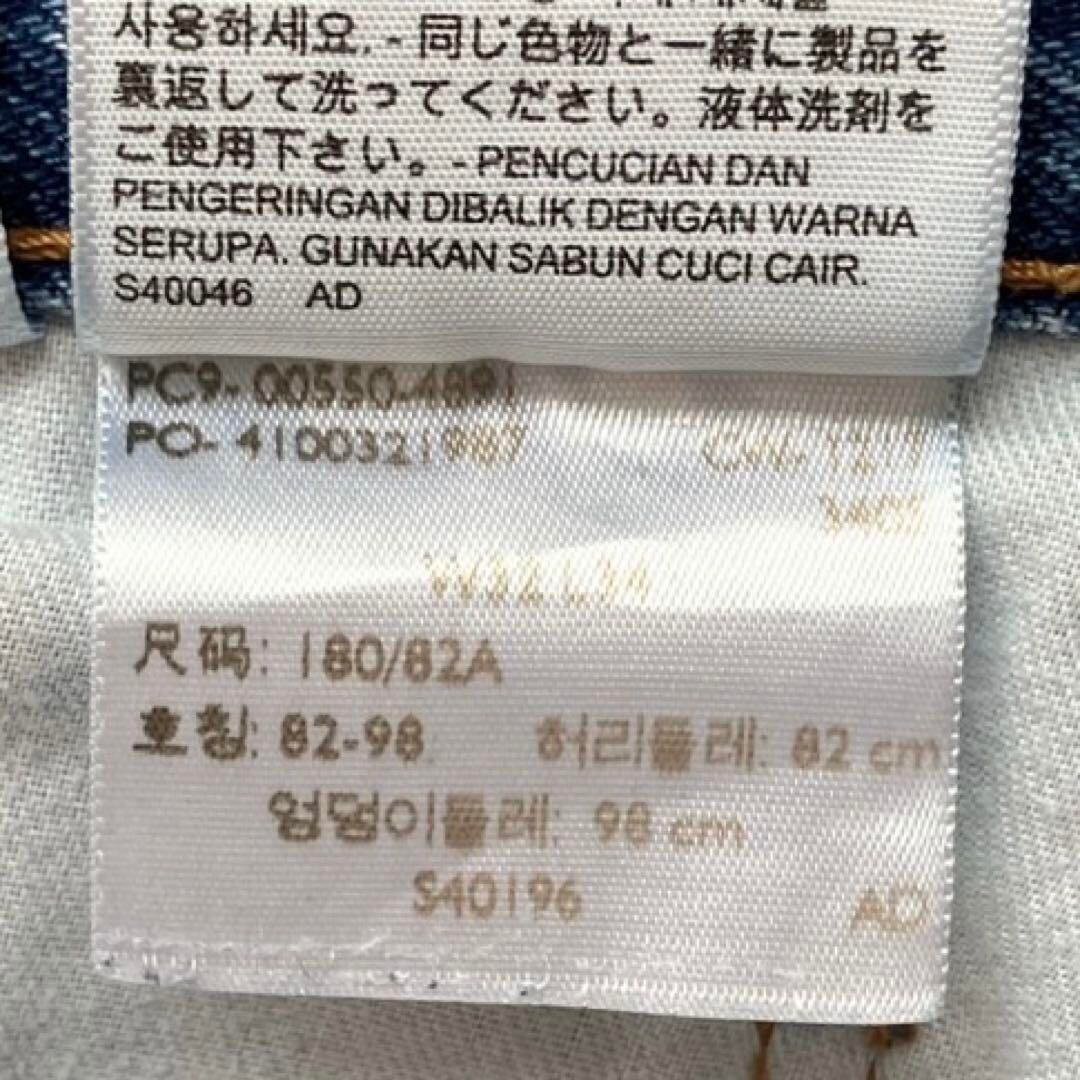 사용하세요. - 同じ色物と一緒に製品を
裏返して洗ってください。液体洗剤を
ご使用下さい。- PENCUCIAN DAN
PENGERINGAN DIBALIK DENGAN WARNA
SERUPA. GUNAKAN SABUN CUCI CAIR.
S40046 AD
PC9- 00550-4891
PO- 4100321987
W32 L34
尺码: 180/82A
호칭: 82-98 허리둘레: 82 cm
엉덩이둘레: 98 cm
S40196 AD